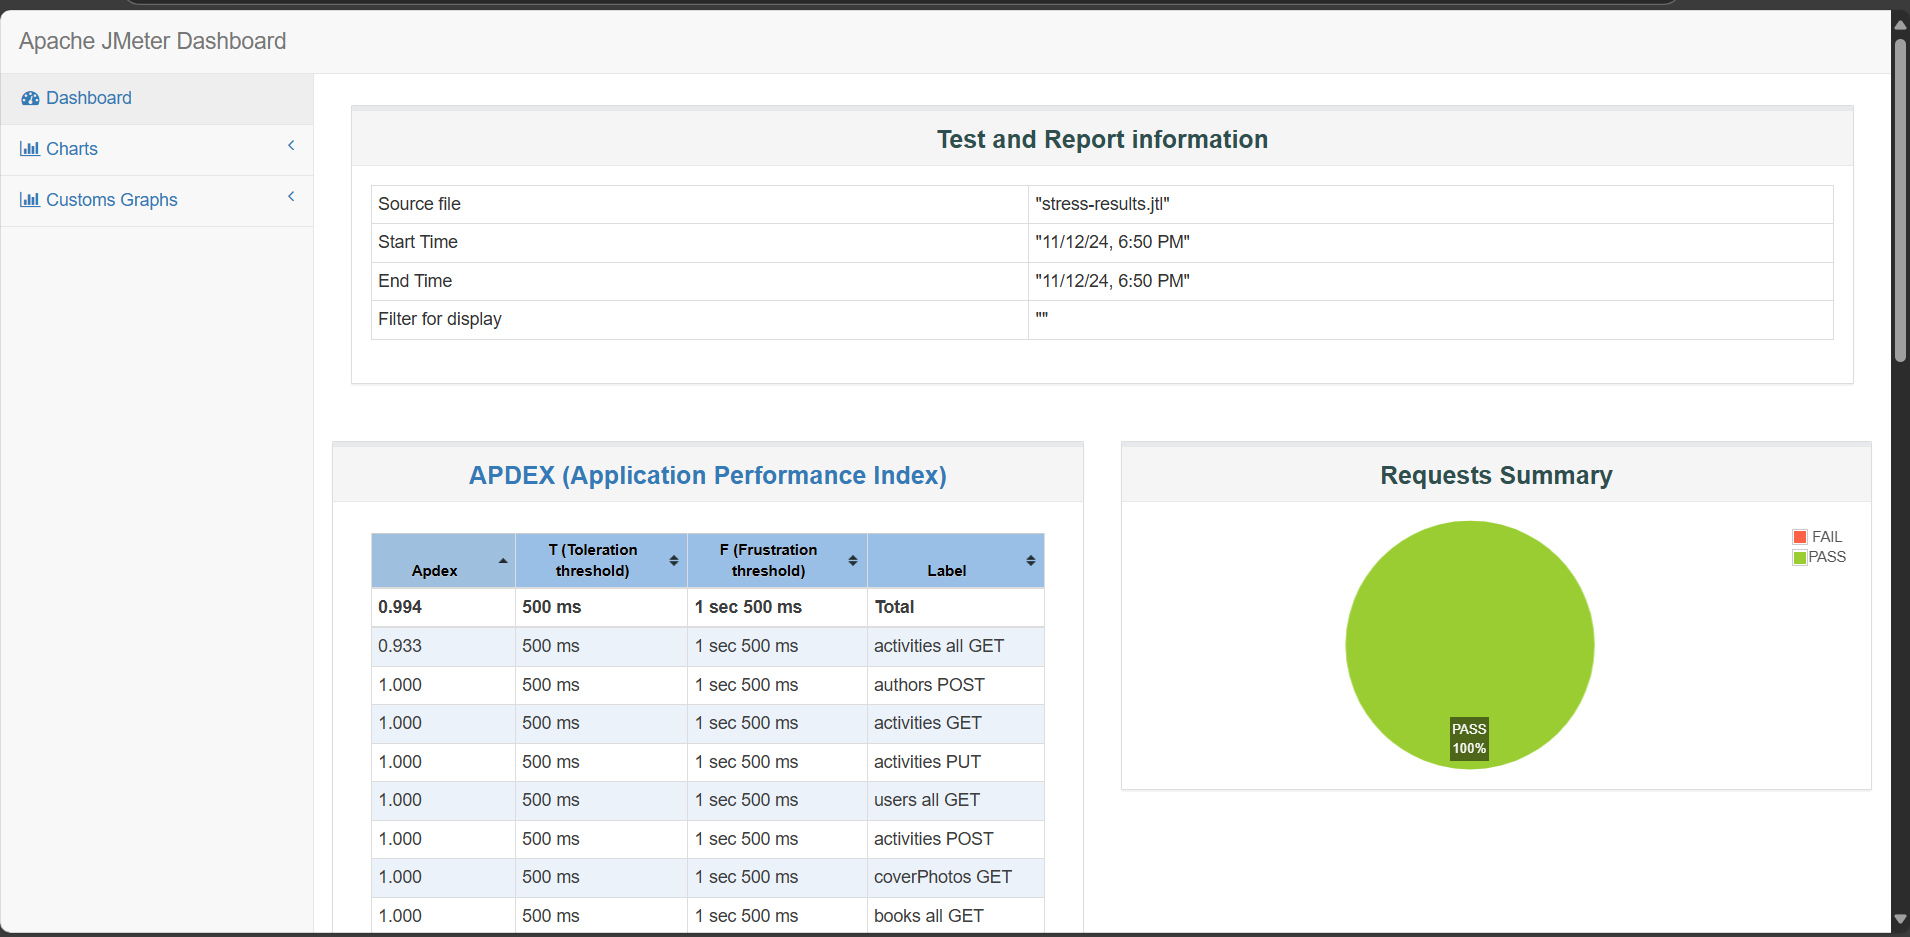 Apache JMeter Dashboard
Dashboard
Charts
Customs Graphs
Test and Report information
Source file "stress-results.jtl"
Start Time "11/12/24, 6:50 PM"
End Time "11/12/24, 6:50 PM"
Filter for display ""
APDEX (Application Performance Index)
Apdex T (Toleration threshold) F (Frustration threshold) Label
0.994 500 ms 1 sec 500 ms Total
0.933 500 ms 1 sec 500 ms activities all GET
1.000 500 ms 1 sec 500 ms authors POST
1.000 500 ms 1 sec 500 ms activities GET
1.000 500 ms 1 sec 500 ms activities PUT
1.000 500 ms 1 sec 500 ms users all GET
1.000 500 ms 1 sec 500 ms activities POST
1.000 500 ms 1 sec 500 ms coverPhotos GET
1.000 500 ms 1 sec 500 ms books all GET
Requests Summary
FAIL
PASS
PASS
100%